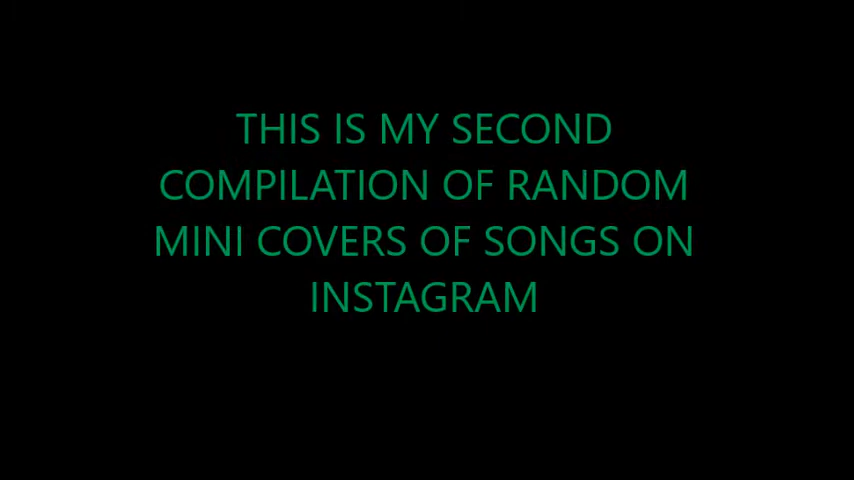 THIS IS MY SECOND
COMPILATION OF RANDOM
MINI COVERS OF SONGS ON
INSTAGRAM